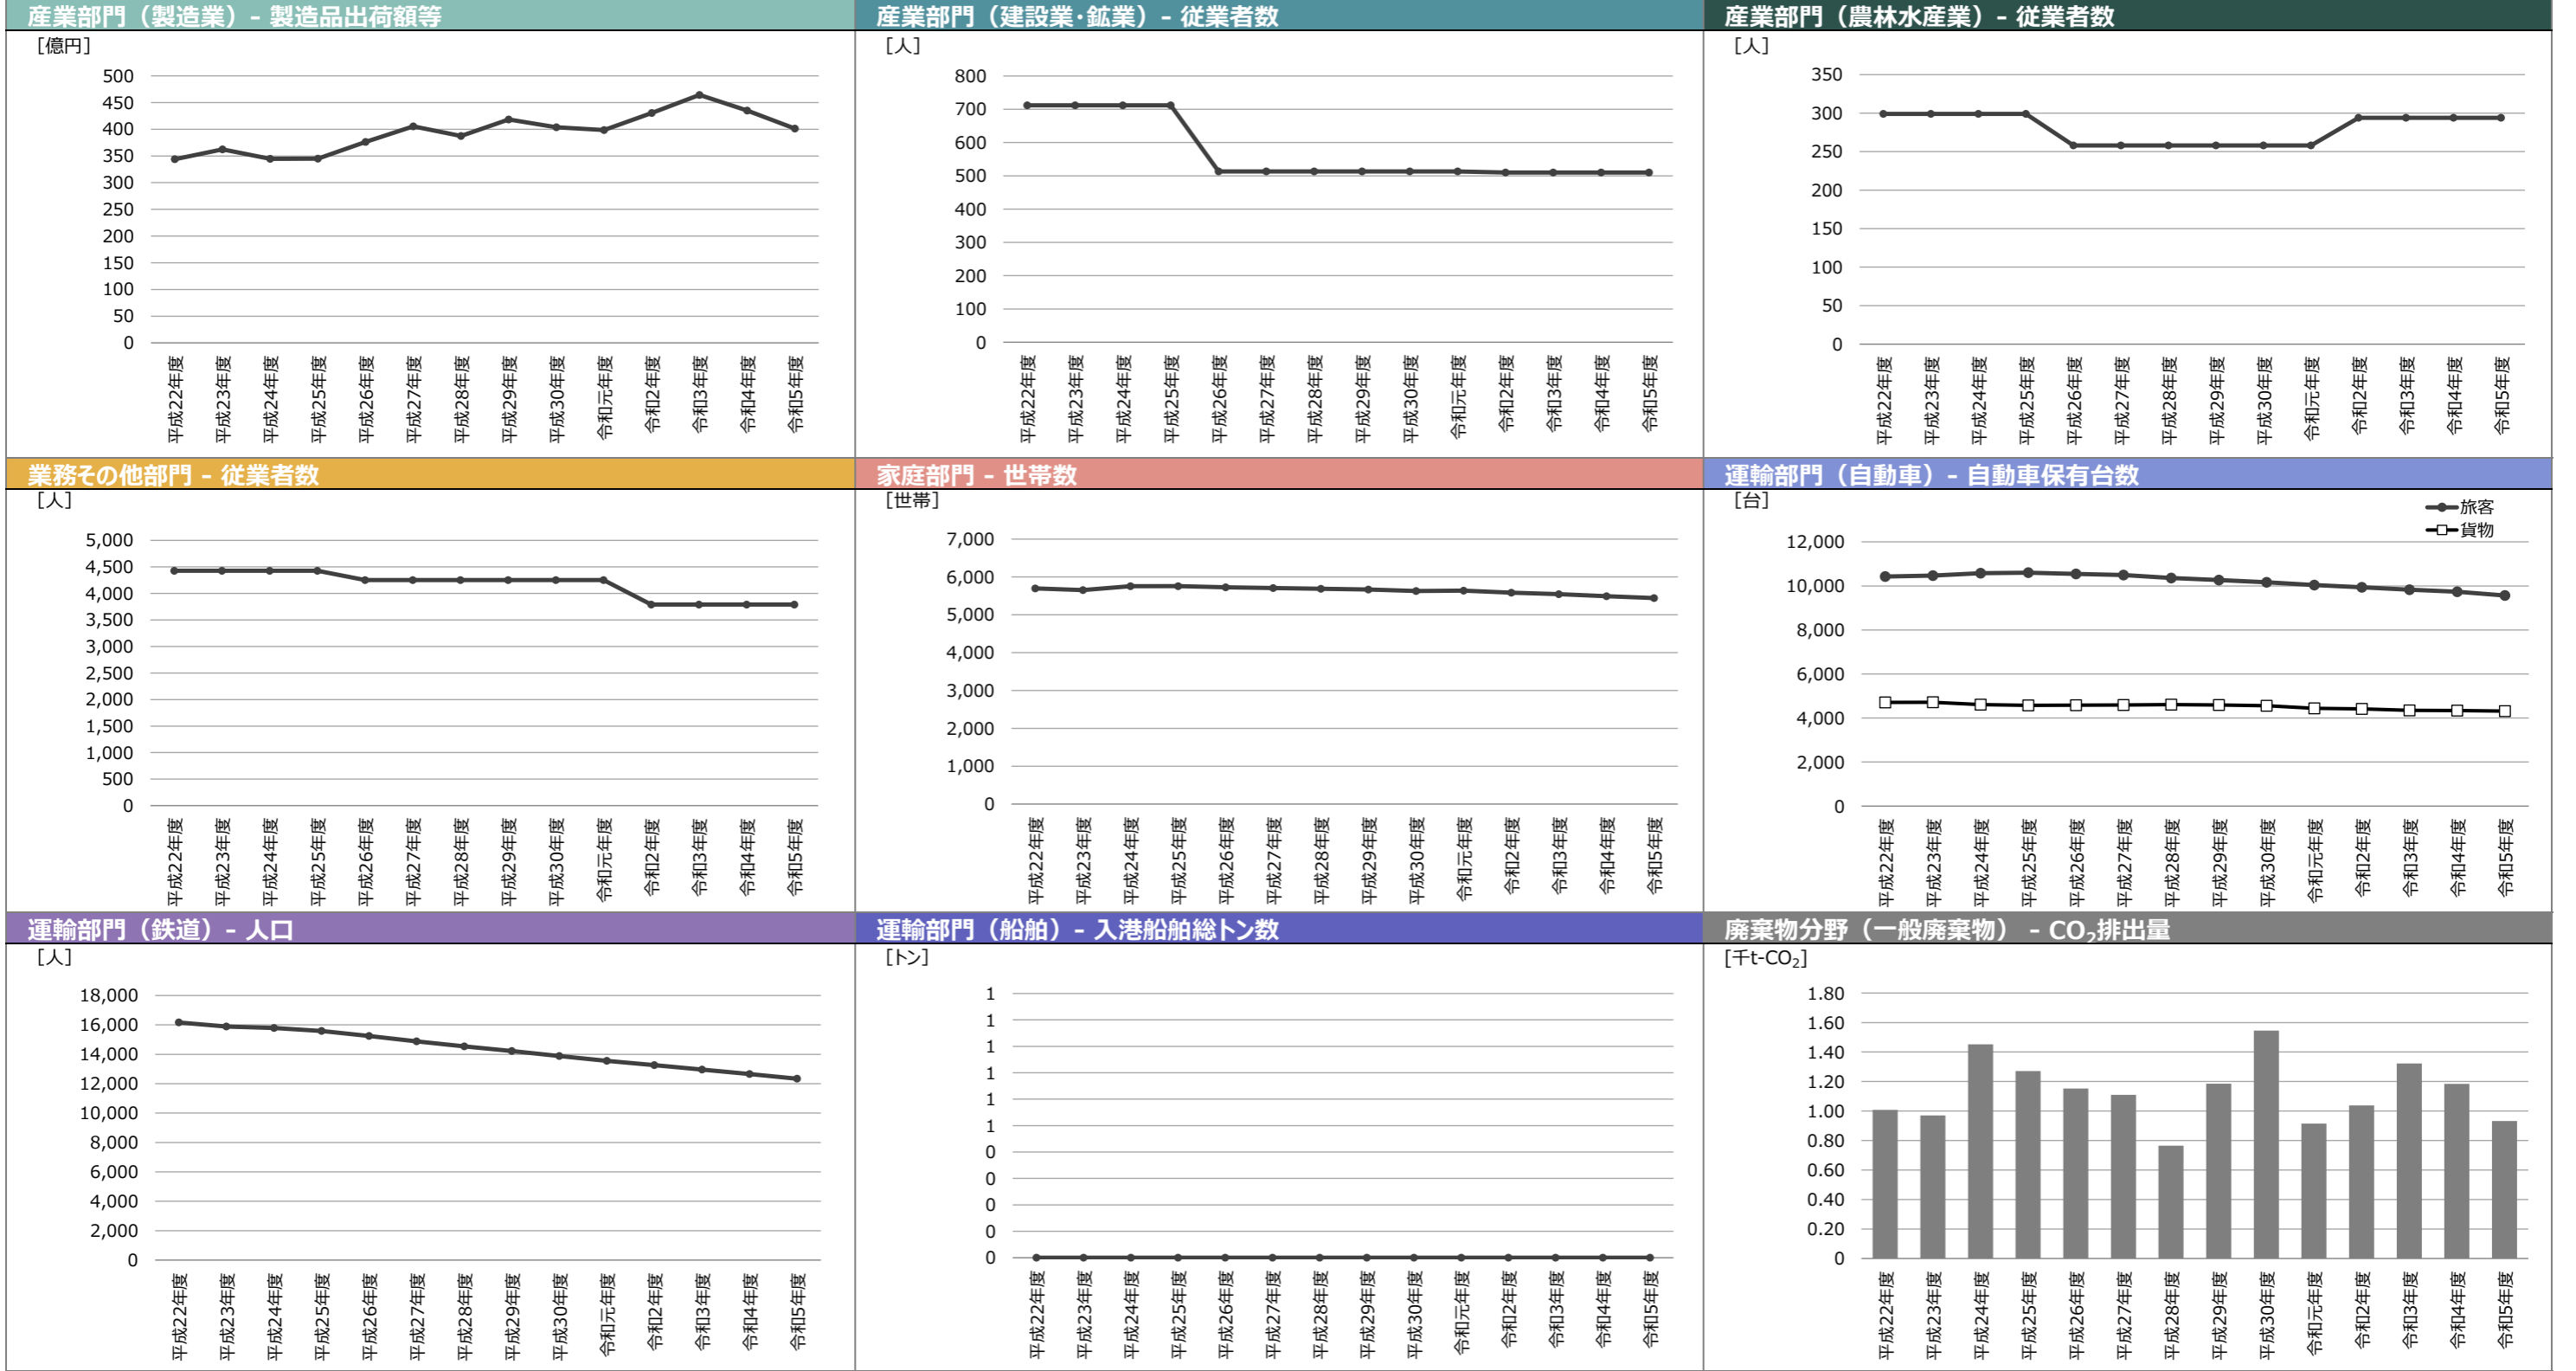 産業部門（製造業）- 製造品出荷額等
[億円]
500
450
400
350
300
250
200
150
100
50
0
平成22年度
平成23年度
平成24年度
平成25年度
平成26年度
平成27年度
平成28年度
平成29年度
平成30年度
令和元年度
令和2年度
令和3年度
令和4年度
令和5年度
産業部門（建設業･鉱業）- 従業者数
[人]
800
700
600
500
400
300
200
100
0
平成22年度
平成23年度
平成24年度
平成25年度
平成26年度
平成27年度
平成28年度
平成29年度
平成30年度
令和元年度
令和2年度
令和3年度
令和4年度
令和5年度
産業部門（農林水産業）- 従業者数
[人]
350
300
250
200
150
100
50
0
平成22年度
平成23年度
平成24年度
平成25年度
平成26年度
平成27年度
平成28年度
平成29年度
平成30年度
令和元年度
令和2年度
令和3年度
令和4年度
令和5年度
業務その他部門 - 従業者数
[人]
5,000
4,500
4,000
3,500
3,000
2,500
2,000
1,500
1,000
500
0
平成22年度
平成23年度
平成24年度
平成25年度
平成26年度
平成27年度
平成28年度
平成29年度
平成30年度
令和元年度
令和2年度
令和3年度
令和4年度
令和5年度
家庭部門 - 世帯数
[世帯]
7,000
6,000
5,000
4,000
3,000
2,000
1,000
0
平成22年度
平成23年度
平成24年度
平成25年度
平成26年度
平成27年度
平成28年度
平成29年度
平成30年度
令和元年度
令和2年度
令和3年度
令和4年度
令和5年度
運輸部門（自動車）- 自動車保有台数
[台]
旅客
貨物
12,000
10,000
8,000
6,000
4,000
2,000
0
平成22年度
平成23年度
平成24年度
平成25年度
平成26年度
平成27年度
平成28年度
平成29年度
平成30年度
令和元年度
令和2年度
令和3年度
令和4年度
令和5年度
運輸部門（鉄道）- 人口
[人]
18,000
16,000
14,000
12,000
10,000
8,000
6,000
4,000
2,000
0
平成22年度
平成23年度
平成24年度
平成25年度
平成26年度
平成27年度
平成28年度
平成29年度
平成30年度
令和元年度
令和2年度
令和3年度
令和4年度
令和5年度
運輸部門（船舶）- 入港船舶総トン数
[トン]
1
1
1
1
1
1
0
0
0
0
0
平成22年度
平成23年度
平成24年度
平成25年度
平成26年度
平成27年度
平成28年度
平成29年度
平成30年度
令和元年度
令和2年度
令和3年度
令和4年度
令和5年度
廃棄物分野（一般廃棄物） - CO₂排出量
[千t-CO₂]
1.80
1.60
1.40
1.20
1.00
0.80
0.60
0.40
0.20
0
平成22年度
平成23年度
平成24年度
平成25年度
平成26年度
平成27年度
平成28年度
平成29年度
平成30年度
令和元年度
令和2年度
令和3年度
令和4年度
令和5年度